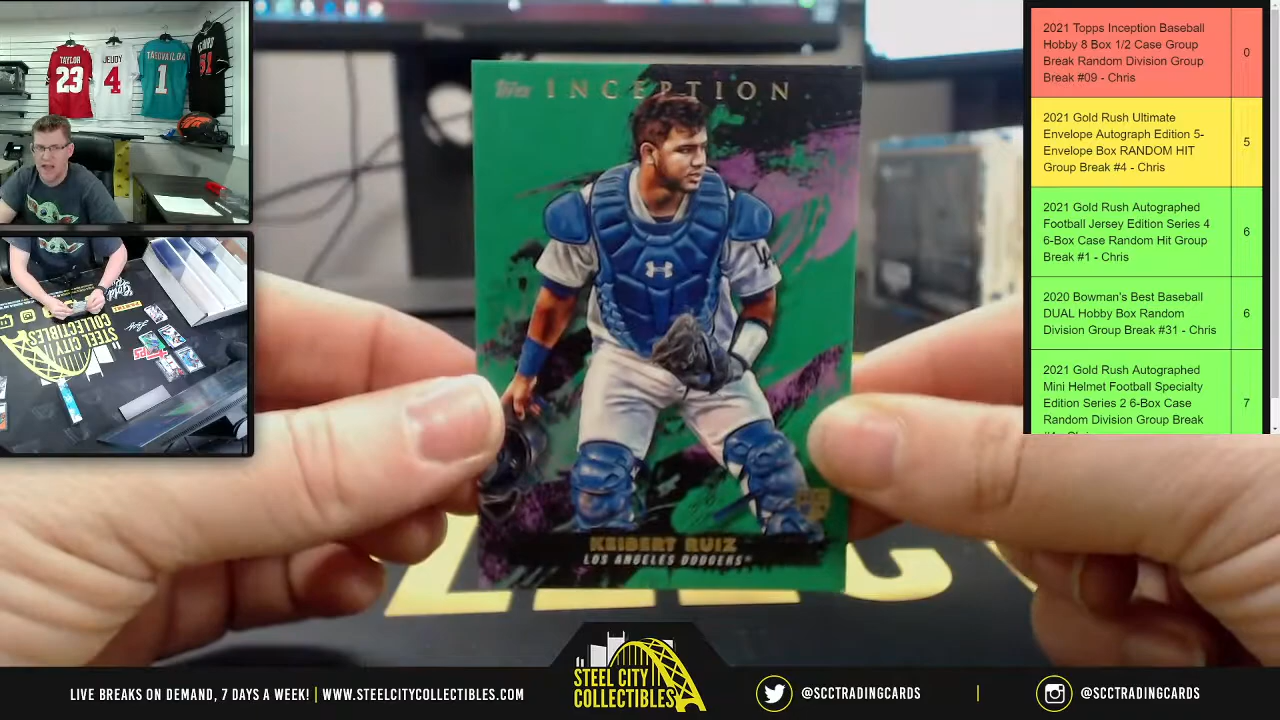 TAYLOR
23
JEUDY
4
TAGOVAILOA
1
Topps INCEPTION
KEIBERT RUIZ
LOS ANGELES DODGERS
STEEL CITY
COLLECTIBLES
2021 Topps Inception Baseball
Hobby 8 Box 1/2 Case Group
Break Random Division Group
Break #09 - Chris
0
2021 Gold Rush Ultimate
Envelope Autograph Edition 5-
Envelope Box RANDOM HIT
Group Break #4 - Chris
5
2021 Gold Rush Autographed
Football Jersey Edition Series 4
6-Box Case Random Hit Group
Break #1 - Chris
6
2020 Bowman's Best Baseball
DUAL Hobby Box Random
Division Group Break #31 - Chris
6
2021 Gold Rush Autographed
Mini Helmet Football Specialty
Edition Series 2 6-Box Case
Random Division Group Break
7
LIVE BREAKS ON DEMAND, 7 DAYS A WEEK! | WWW.STEELCITYCOLLECTIBLES.COM
STEEL CITY
COLLECTIBLES
@SCCTRADINGCARDS
@SCCTRADINGCARDS